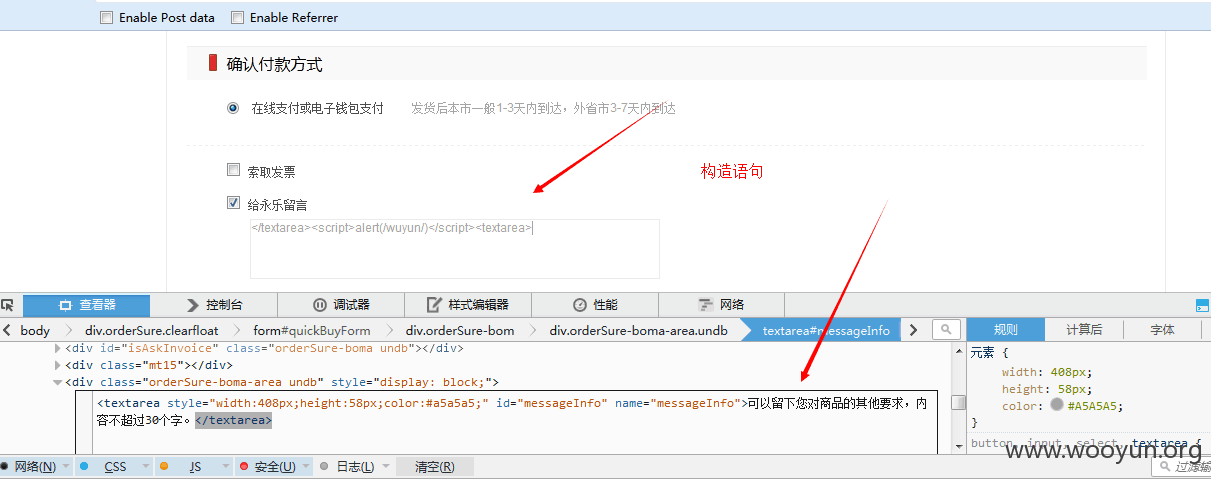 Enable Post data Enable Referrer
确认付款方式
在线支付或电子钱包支付 发货后本市一般1-3天内到达，外省市3-7天内到达
索取发票
构造语句
给永乐留言
</textarea><script>alert(/wuyun/)</script><textarea>
查看器 控制台 调试器 样式编辑器 性能 网络
body div.orderSure.clearfloat form#quickBuyForm div.orderSure-bom div.orderSure-boma-area.undb textarea#messageInfo 规则 计算后 字体
<div id="isAskInvoice" class="orderSure-boma undb"></div>
<div class="mt15"></div>
<div class="orderSure-boma-area undb" style="display: block;">
<textarea style="width:408px;height:58px;color:#a5a5a5;" id="messageInfo" name="messageInfo">可以留下您对商品的其他要求，内
容不超过30个字。</textarea>
元素 {
width: 408px;
height: 58px;
color: #A5A5A5;
}
button, input, select, textarea {
www.wooyun.org
网络(N) CSS JS 安全(U) 日志(L) 清空(R) 过滤输